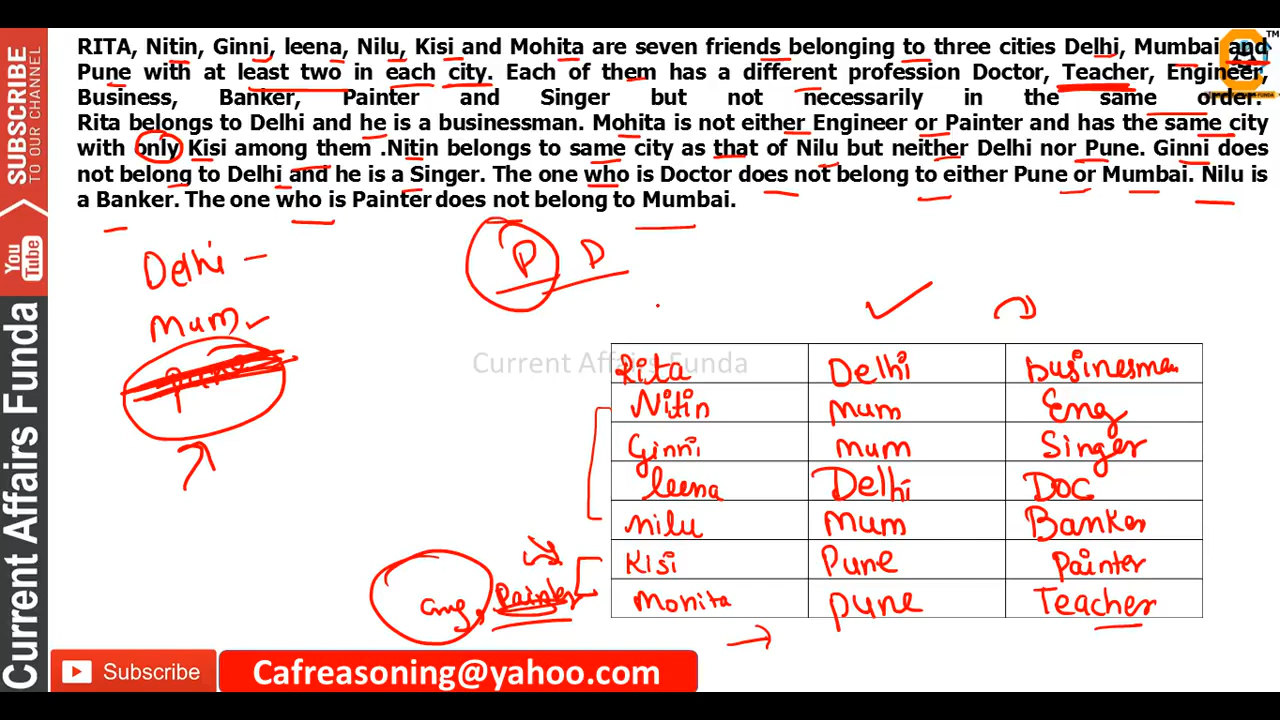 RITA, Nitin, Ginni, leena, Nilu, Kisi and Mohita are seven friends belonging to three cities Delhi, Mumbai and
Pune with at least two in each city. Each of them has a different profession Doctor, Teacher, Engineer,
Business, Banker, Painter and Singer but not necessarily in the same order.
Rita belongs to Delhi and he is a businessman. Mohita is not either Engineer or Painter and has the same city
with only Kisi among them .Nitin belongs to same city as that of Nilu but neither Delhi nor Pune. Ginni does
not belong to Delhi and he is a Singer. The one who is Doctor does not belong to either Pune or Mumbai. Nilu is
a Banker. The one who is Painter does not belong to Mumbai.
Delhi -
P D
Mum
Pune
Current Affairs Funda
Rita Delhi businesman
Nitin mum Eng
Ginni mum Singer
leena Delhi Doc
nilu mum Banker
Kisi Pune Painter
Monita pune Teacher
eng, Painter
SUBSCRIBE
TO OUR CHANNEL
You Tube
Current Affairs Funda
Subscribe
Cafreasoning@yahoo.com
TM